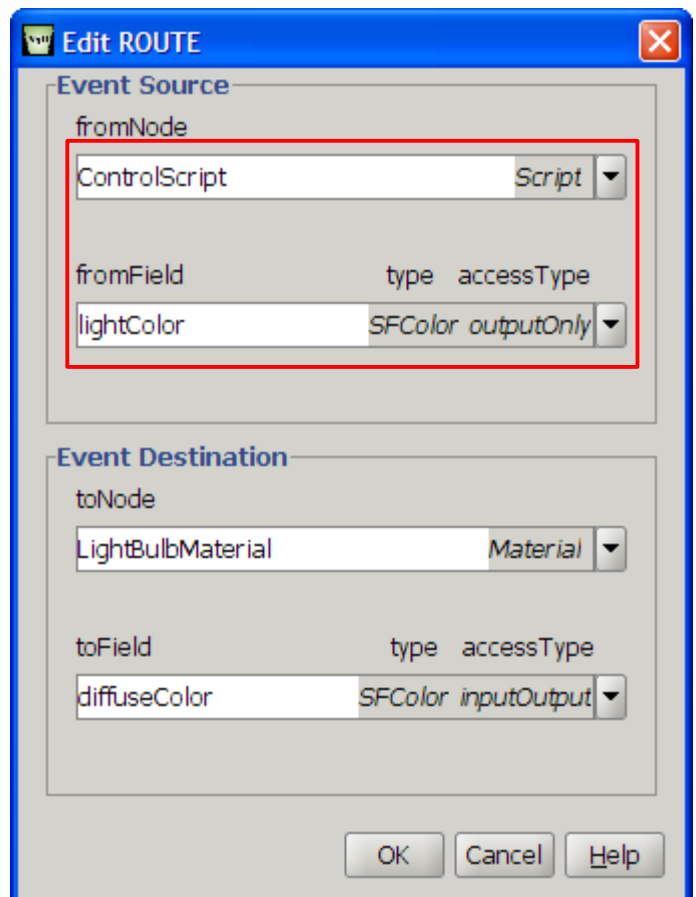 Edit ROUTE
Event Source
fromNode
ControlScript Script
fromField type accessType
lightColor SFColor outputOnly
Event Destination
toNode
LightBulbMaterial Material
toField type accessType
diffuseColor SFColor inputOutput
OK Cancel Help